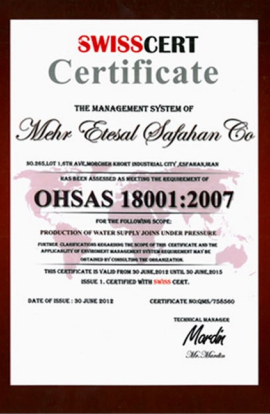 SWISSCERT
Certificate
THE MANAGEMENT SYSTEM OF
Mehr Etesal Safahan Co
NO.265,LOT 1,6TH AVE,MORCHEH KHORT INDUSTRIAL CITY ,ESFAHAN,IRAN
HAS BEEN ASSESSED AS MEETING THE REQUIREMENT OF
OHSAS 18001:2007
FOR THE FOLLOWING SCOPE:
PRODUCTION OF WATER SUPPLY JOINS UNDER PRESSURE
FURTHER CLARIFICATIONS REGARDING THE SCOPE OF THIS CERTIFICATE AND THE
APPLICABILITY OF ENVIROMENT MANAGEMENT SYSTEM REQUIREMENT MAY BE
OBTAINED BY CONSULTING THE ORGANIZATION.
THIS CERTIFICATE IS VALID FROM 30 JUNE,2012 UNTIL 30 JUNE,2015
ISSUE 1. CERTIFIED WITH SWISS CERT.
DATE OF ISSUE : 30 JUNE 2012 CERTIFICATE NO:QMS/758560
TECHNICAL MANAGER
Mardin
Mr.Mardin